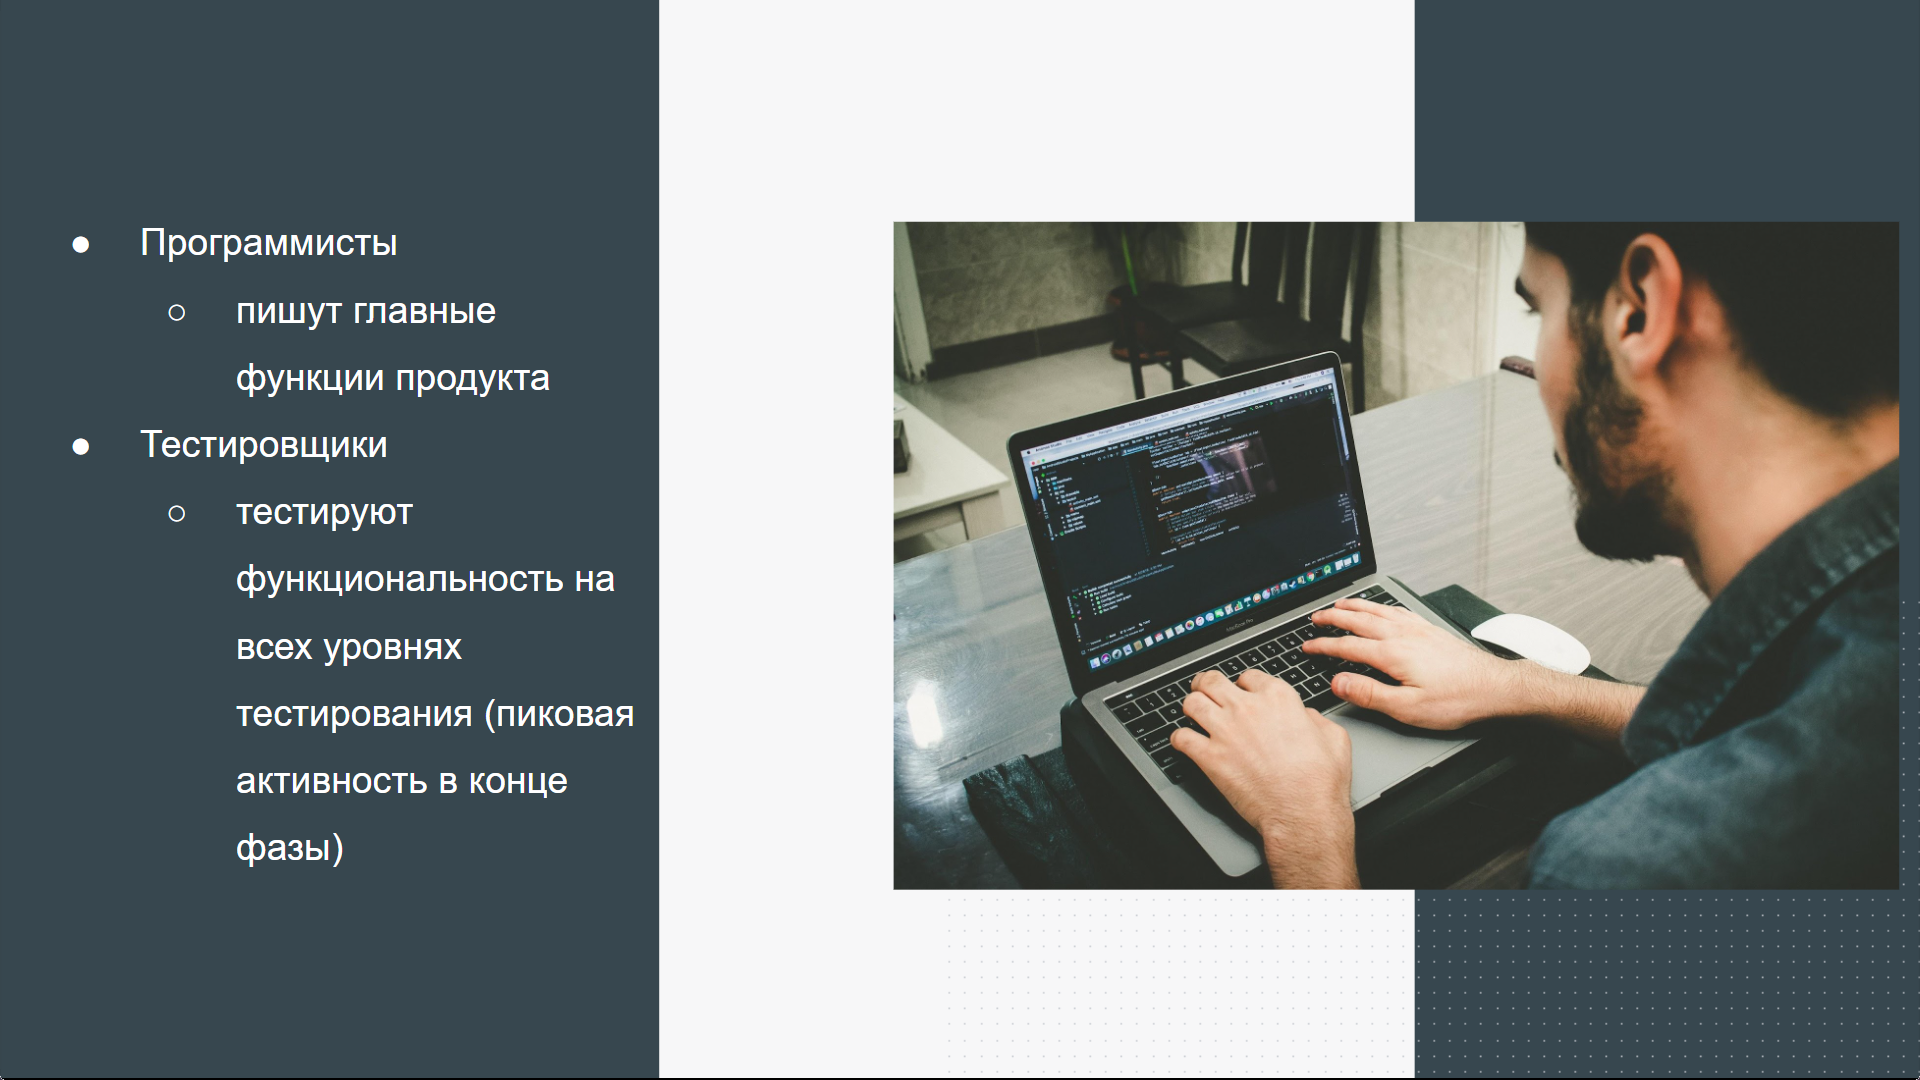 ● Программисты
○ пишут главные
функции продукта
● Тестировщики
○ тестируют
функциональность на
всех уровнях
тестирования (пиковая
активность в конце
фазы)